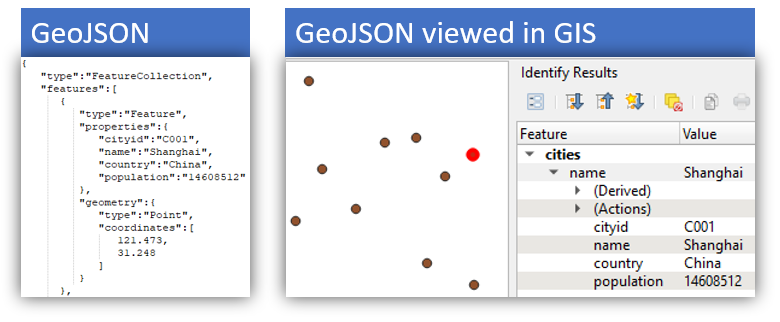 GeoJSON
{
"type":"FeatureCollection",
"features":[
{
"type":"Feature",
"properties":{
"cityid":"C001",
"name":"Shanghai",
"country":"China",
"population":"14608512"
},
"geometry":{
"type":"Point",
"coordinates":[
121.473,
31.248
]
}
},
GeoJSON viewed in GIS
Identify Results
Feature Value
cities
name Shanghai
(Derived)
(Actions)
cityid C001
name Shanghai
country China
population 14608512